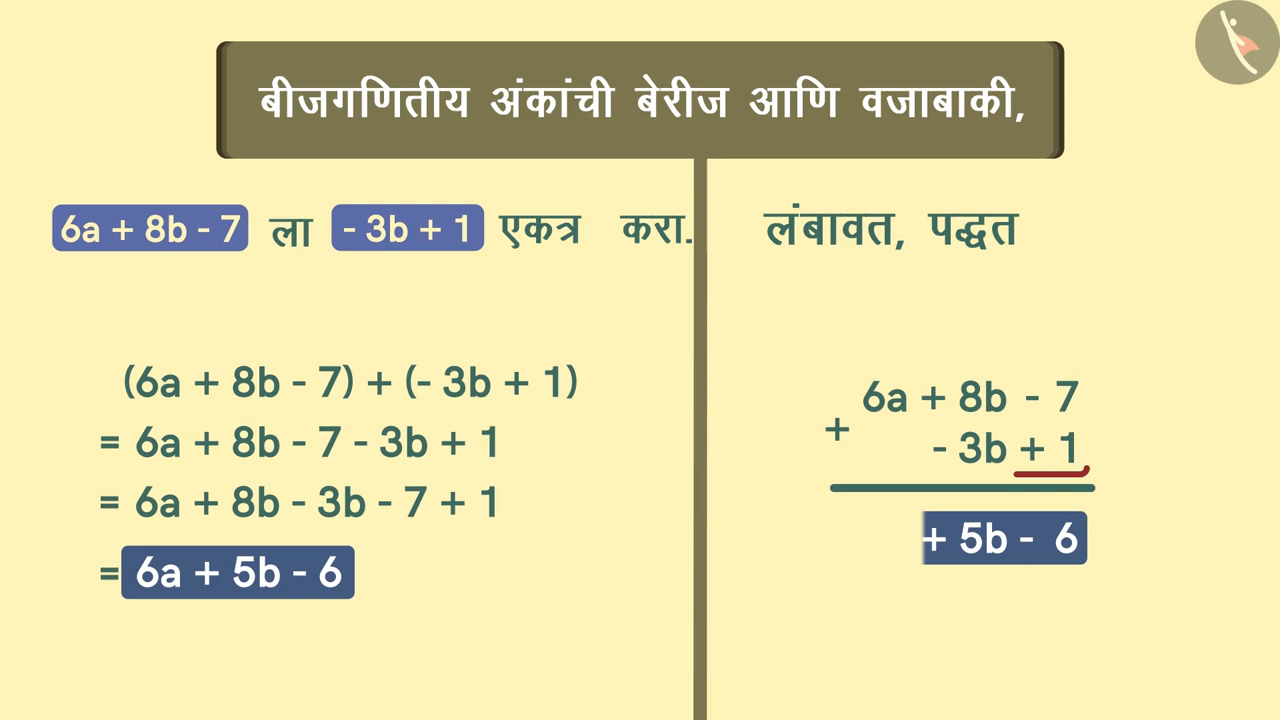 बीजगणितीय अंकांची बेरीज आणि वजाबाकी,
6a + 8b - 7 ला - 3b + 1 एकत्र करा.
(6a + 8b - 7) + (- 3b + 1)
= 6a + 8b - 7 - 3b + 1
= 6a + 8b - 3b - 7 + 1
= 6a + 5b - 6
लंबावत, पद्धत
6a + 8b - 7
+
- 3b + 1
+ 5b - 6